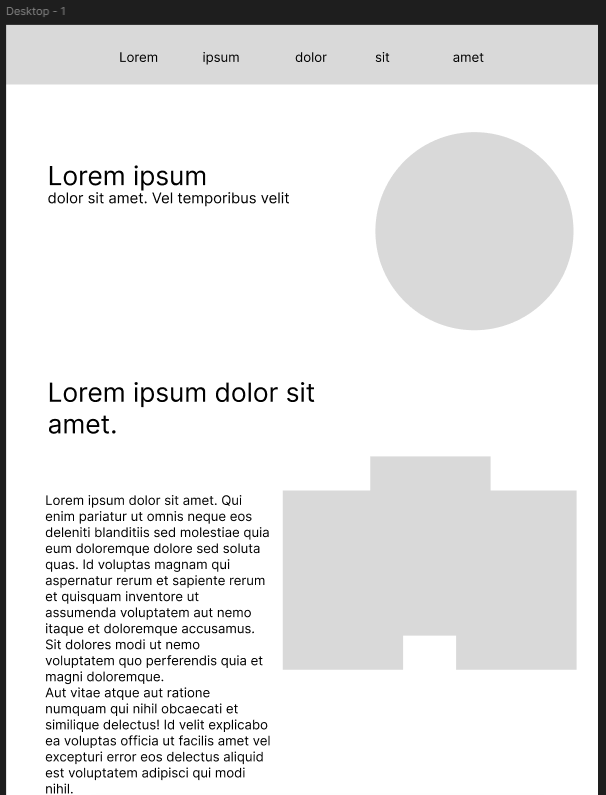 Desktop - 1
Lorem ipsum dolor sit amet
Lorem ipsum
dolor sit amet. Vel temporibus velit
Lorem ipsum dolor sit
amet.
Lorem ipsum dolor sit amet. Qui
enim pariatur ut omnis neque eos
deleniti blanditiis sed molestiae quia
eum doloremque dolore sed soluta
quas. Id voluptas magnam qui
aspernatur rerum et sapiente rerum
et quisquam inventore ut
assumenda voluptatem aut nemo
itaque et doloremque accusamus.
Sit dolores modi ut nemo
voluptatem quo perferendis quia et
magni doloremque.
Aut vitae atque aut ratione
numquam qui nihil obcaecati et
similique delectus! Id velit explicabo
ea voluptas officia ut facilis amet vel
excepturi error eos delectus aliquid
est voluptatem adipisci qui modi
nihil.